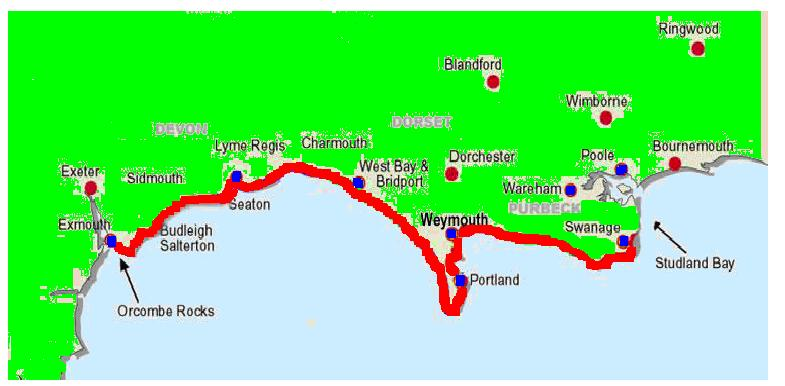 Ringwood
Blandford
Wimborne
DEVON
DORSET
Lyme Regis
Charmouth
Bournemouth
Poole
Dorchester
West Bay &
Bridport
Exeter
Sidmouth
Wareham
PURBECK
Seaton
Weymouth
Exmouth
Budleigh
Salterton
Swanage
Studland Bay
Portland
Orcombe Rocks